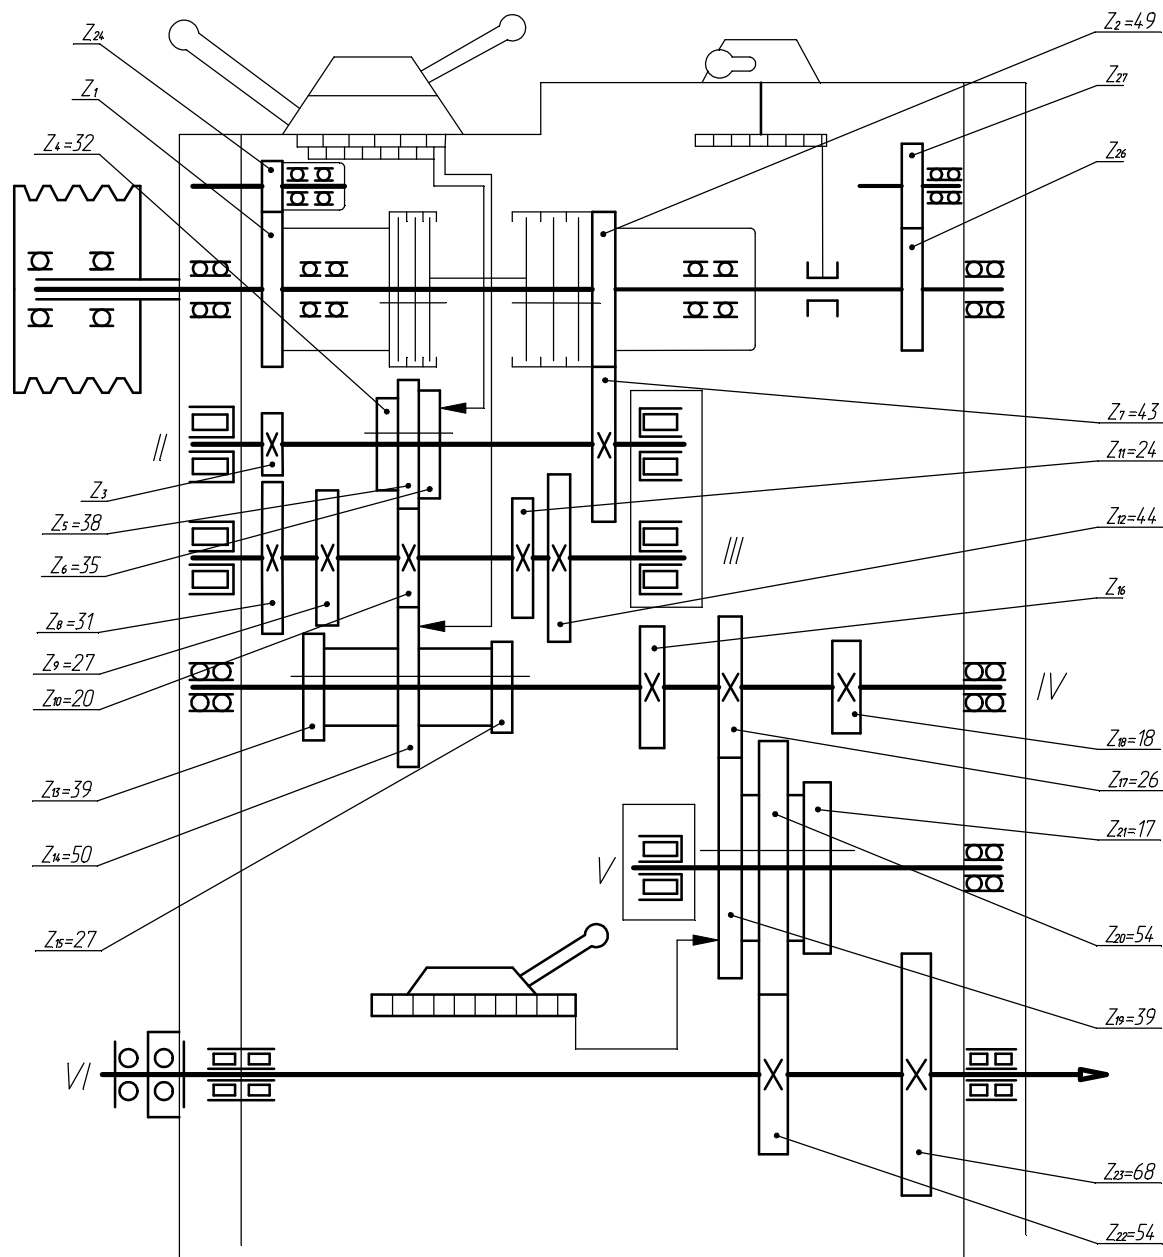 Z24
Z1
Z4=32
Z2=49
Z27
Z26
II
Z3
Z5=38
Z6=35
Z8=31
Z9=27
Z10=20
Z7=43
Z11=24
Z12=44
III
Z16
IV
Z13=39
Z14=50
Z15=27
Z18=18
Z17=26
Z21=17
V
Z20=54
Z19=39
VI
Z23=68
Z22=54